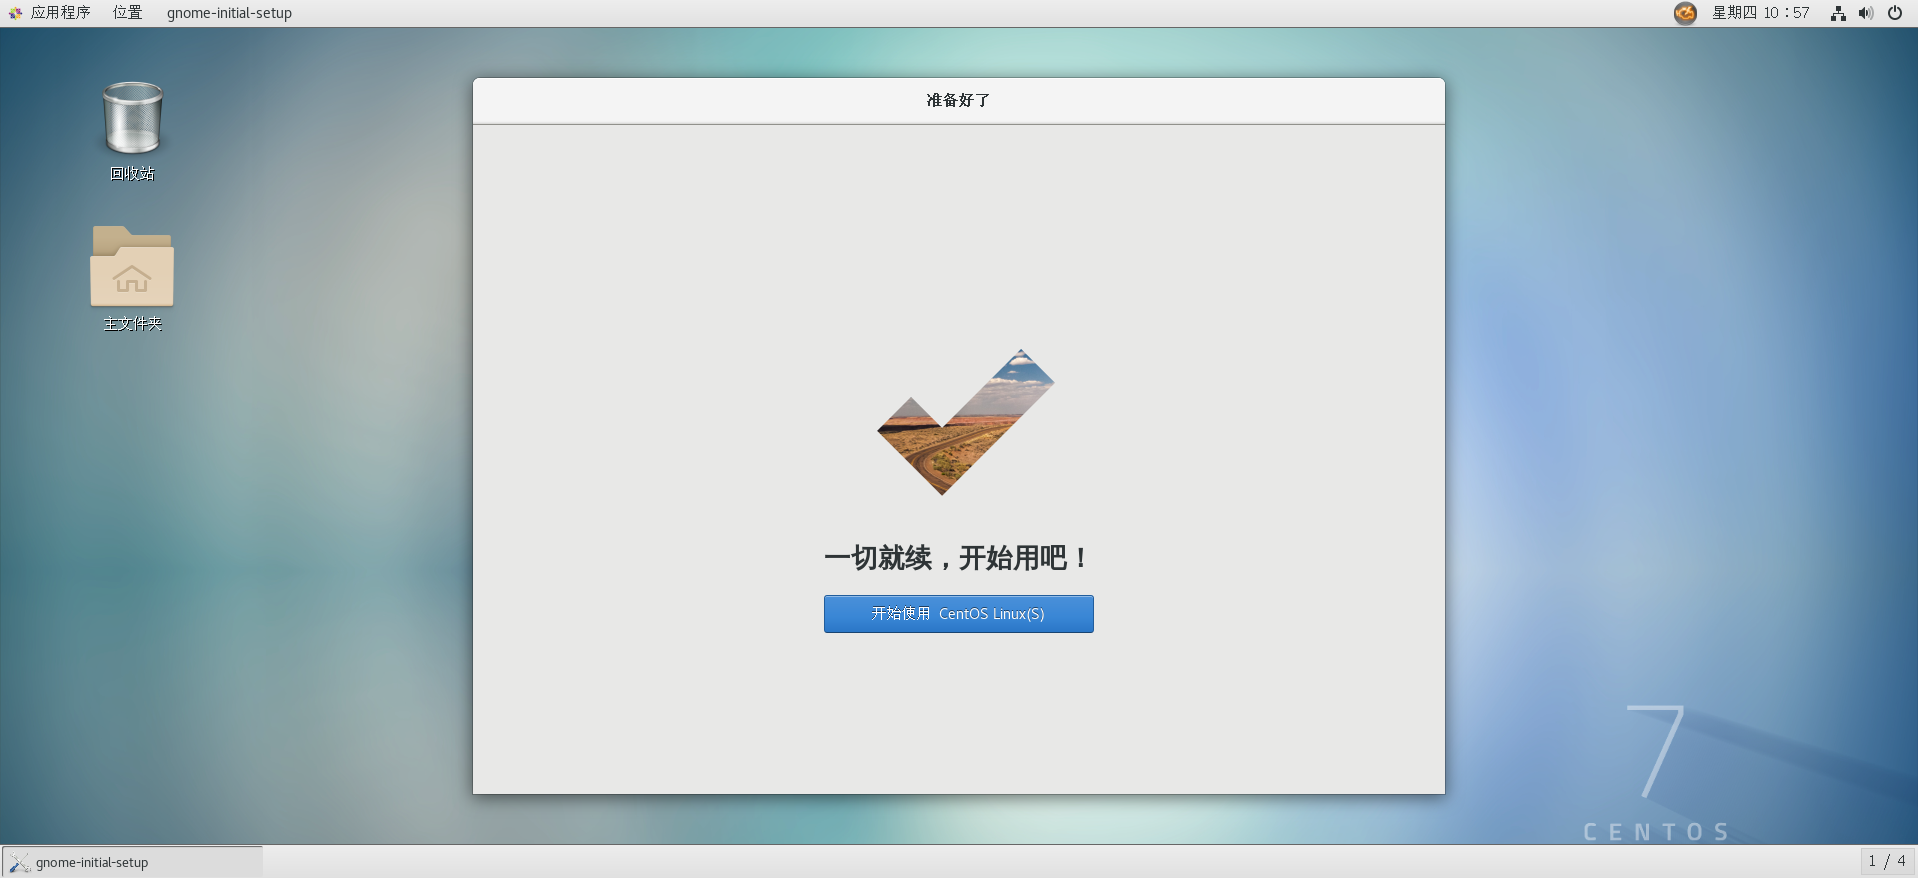 应用程序 位置 gnome-initial-setup 星期四 10：57
回收站
主文件夹
准备好了
一切就续，开始用吧！
开始使用 CentOS Linux(S)
7
CENTOS
gnome-initial-setup 1 / 4